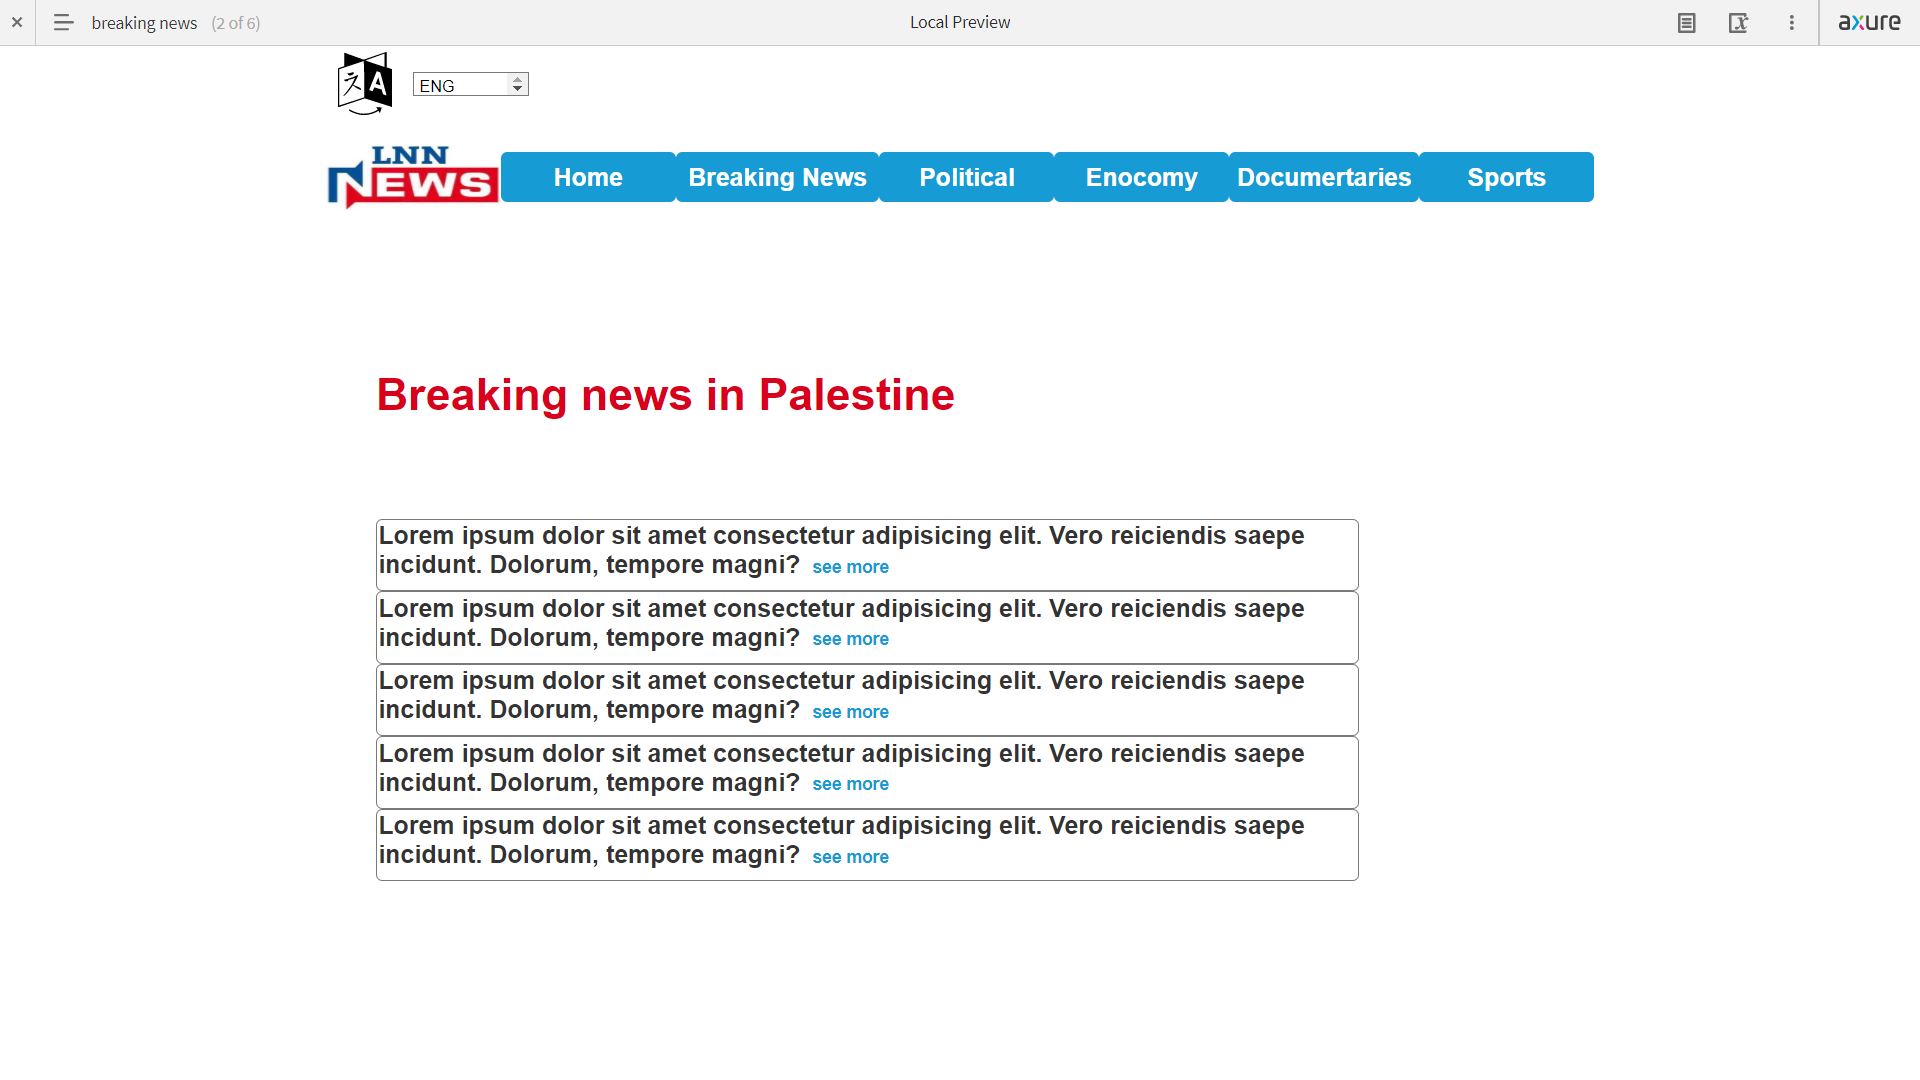 breaking news (2 of 6) Local Preview axure
文 A ENG
LNN
NEWS
Home Breaking News Political Enocomy Documertaries Sports
Breaking news in Palestine
Lorem ipsum dolor sit amet consectetur adipisicing elit. Vero reiciendis saepe
incidunt. Dolorum, tempore magni? see more
Lorem ipsum dolor sit amet consectetur adipisicing elit. Vero reiciendis saepe
incidunt. Dolorum, tempore magni? see more
Lorem ipsum dolor sit amet consectetur adipisicing elit. Vero reiciendis saepe
incidunt. Dolorum, tempore magni? see more
Lorem ipsum dolor sit amet consectetur adipisicing elit. Vero reiciendis saepe
incidunt. Dolorum, tempore magni? see more
Lorem ipsum dolor sit amet consectetur adipisicing elit. Vero reiciendis saepe
incidunt. Dolorum, tempore magni? see more